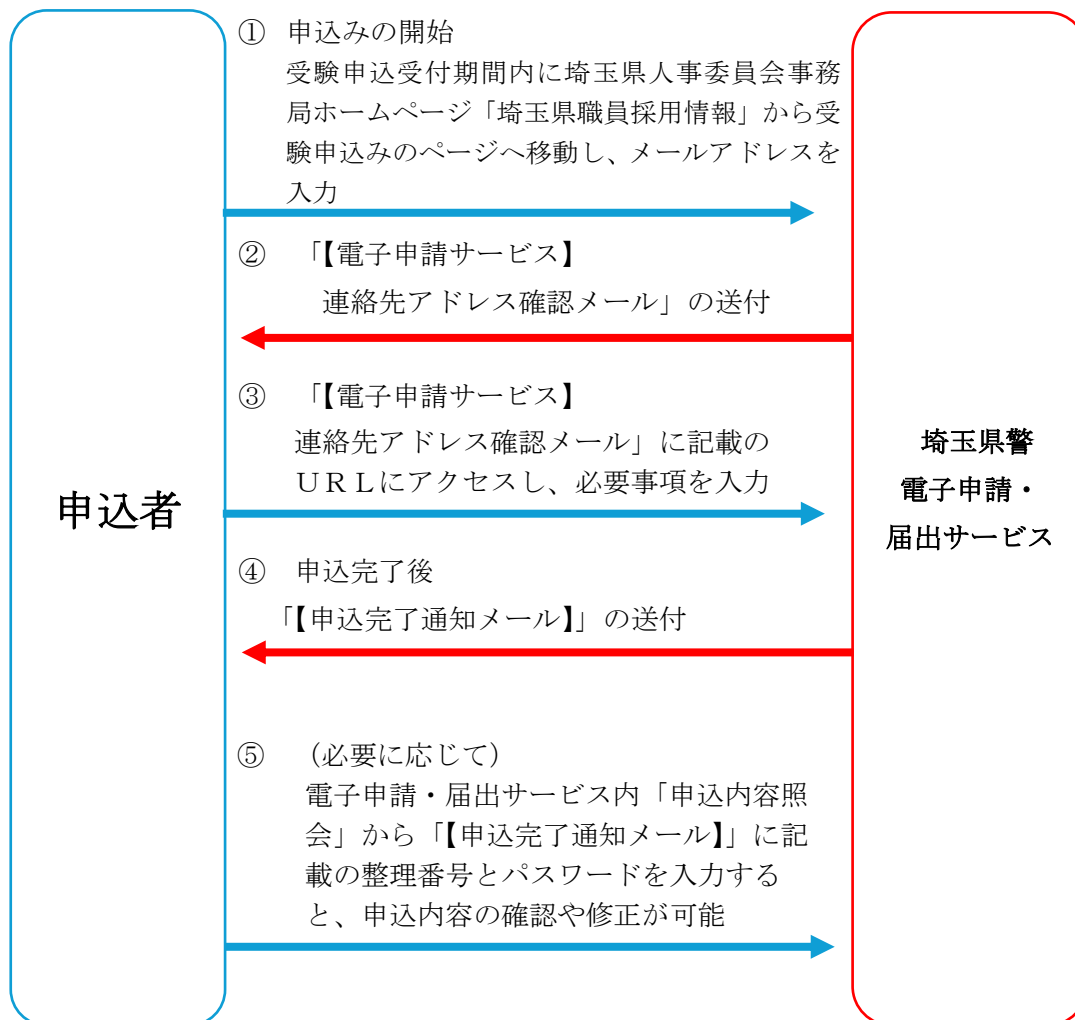 ① 申込みの開始
受験申込受付期間内に埼玉県人事委員会事務
局ホームページ「埼玉県職員採用情報」から受
験申込みのページへ移動し、メールアドレスを
入力
② 「【電子申請サービス】
連絡先アドレス確認メール」の送付
③ 「【電子申請サービス】
連絡先アドレス確認メール」に記載の
ＵＲＬにアクセスし、必要事項を入力
申込者
埼玉県警
電子申請・
届出サービス
④ 申込完了後
「【申込完了通知メール】」の送付
⑤ （必要に応じて）
電子申請・届出サービス内「申込内容照
会」から「【申込完了通知メール】」に記
載の整理番号とパスワードを入力する
と、申込内容の確認や修正が可能